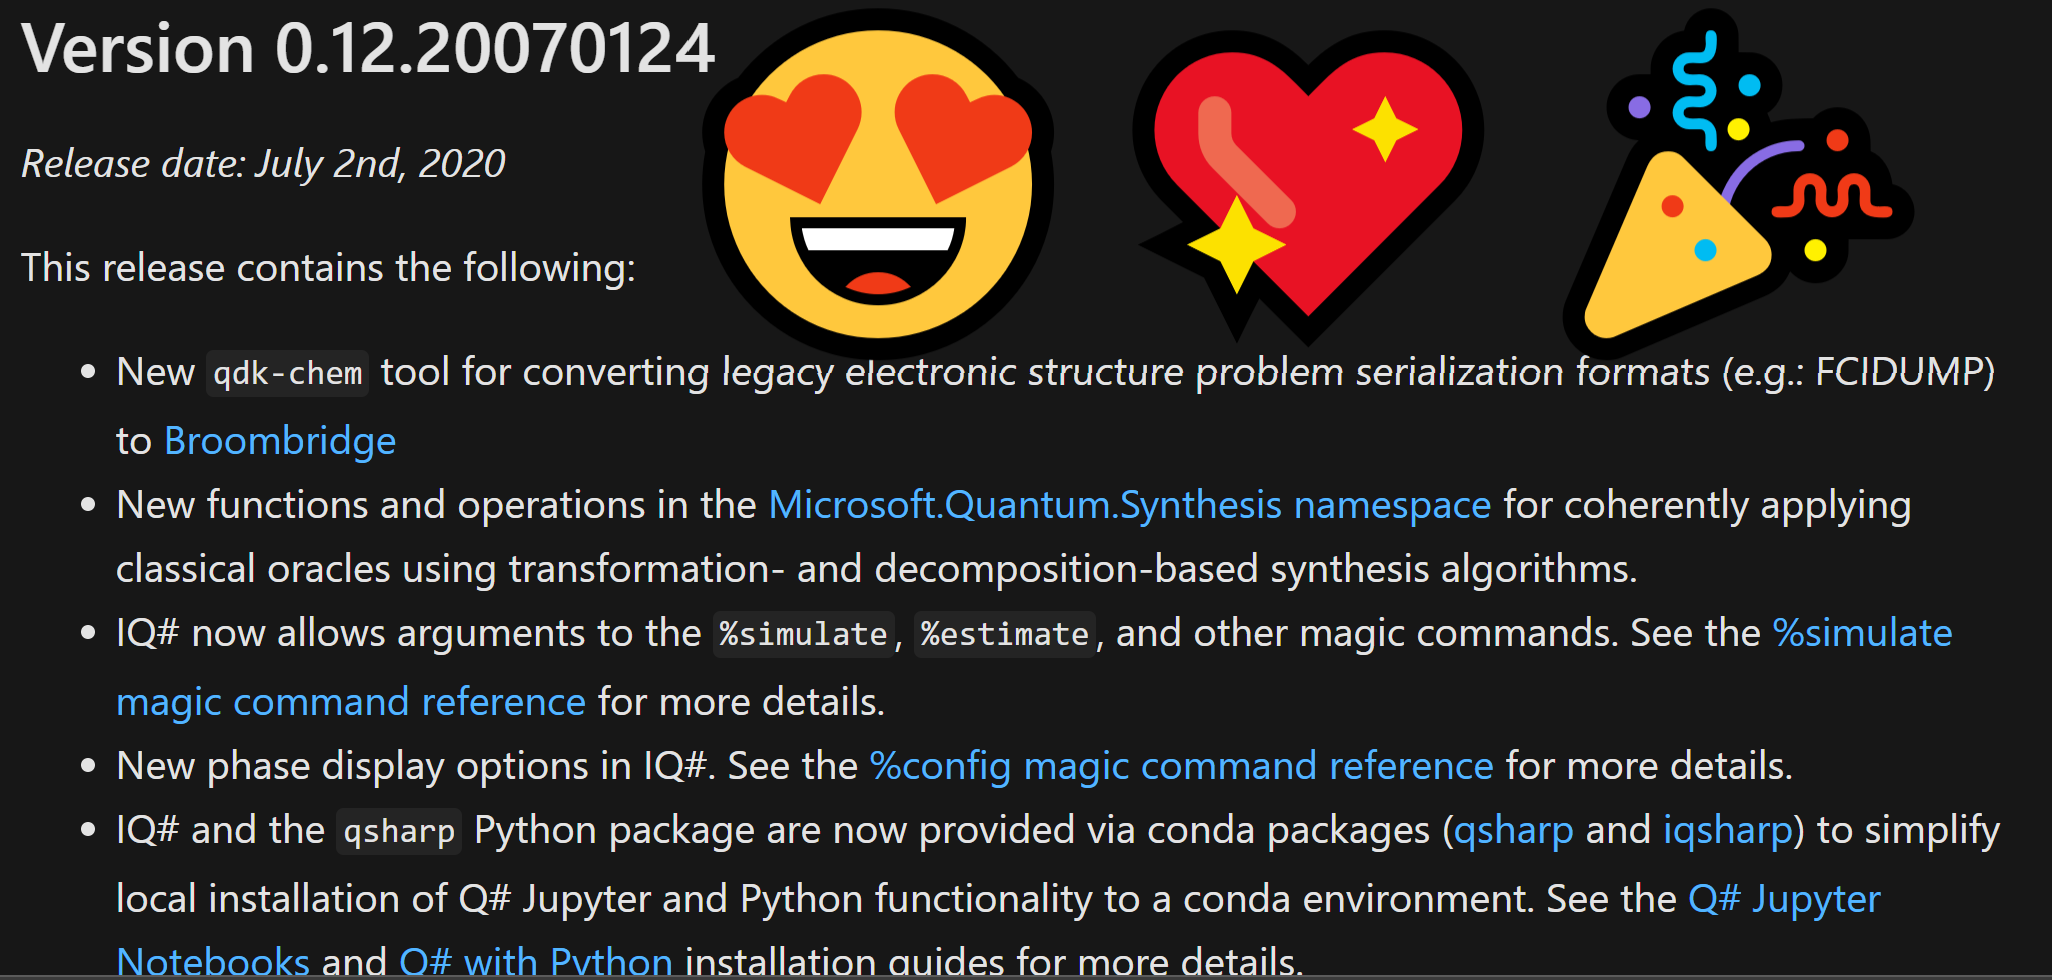 Version 0.12.20070124
Release date: July 2nd, 2020
This release contains the following:
New qdk-chem tool for converting legacy electronic structure problem serialization formats (e.g.: FCIDUMP)
to Broombridge
New functions and operations in the Microsoft.Quantum.Synthesis namespace for coherently applying
classical oracles using transformation- and decomposition-based synthesis algorithms.
IQ# now allows arguments to the %simulate, %estimate, and other magic commands. See the %simulate
magic command reference for more details.
New phase display options in IQ#. See the %config magic command reference for more details.
IQ# and the qsharp Python package are now provided via conda packages (qsharp and iqsharp) to simplify
local installation of Q# Jupyter and Python functionality to a conda environment. See the Q# Jupyter
Notebooks and Q# with Python installation guides for more details.